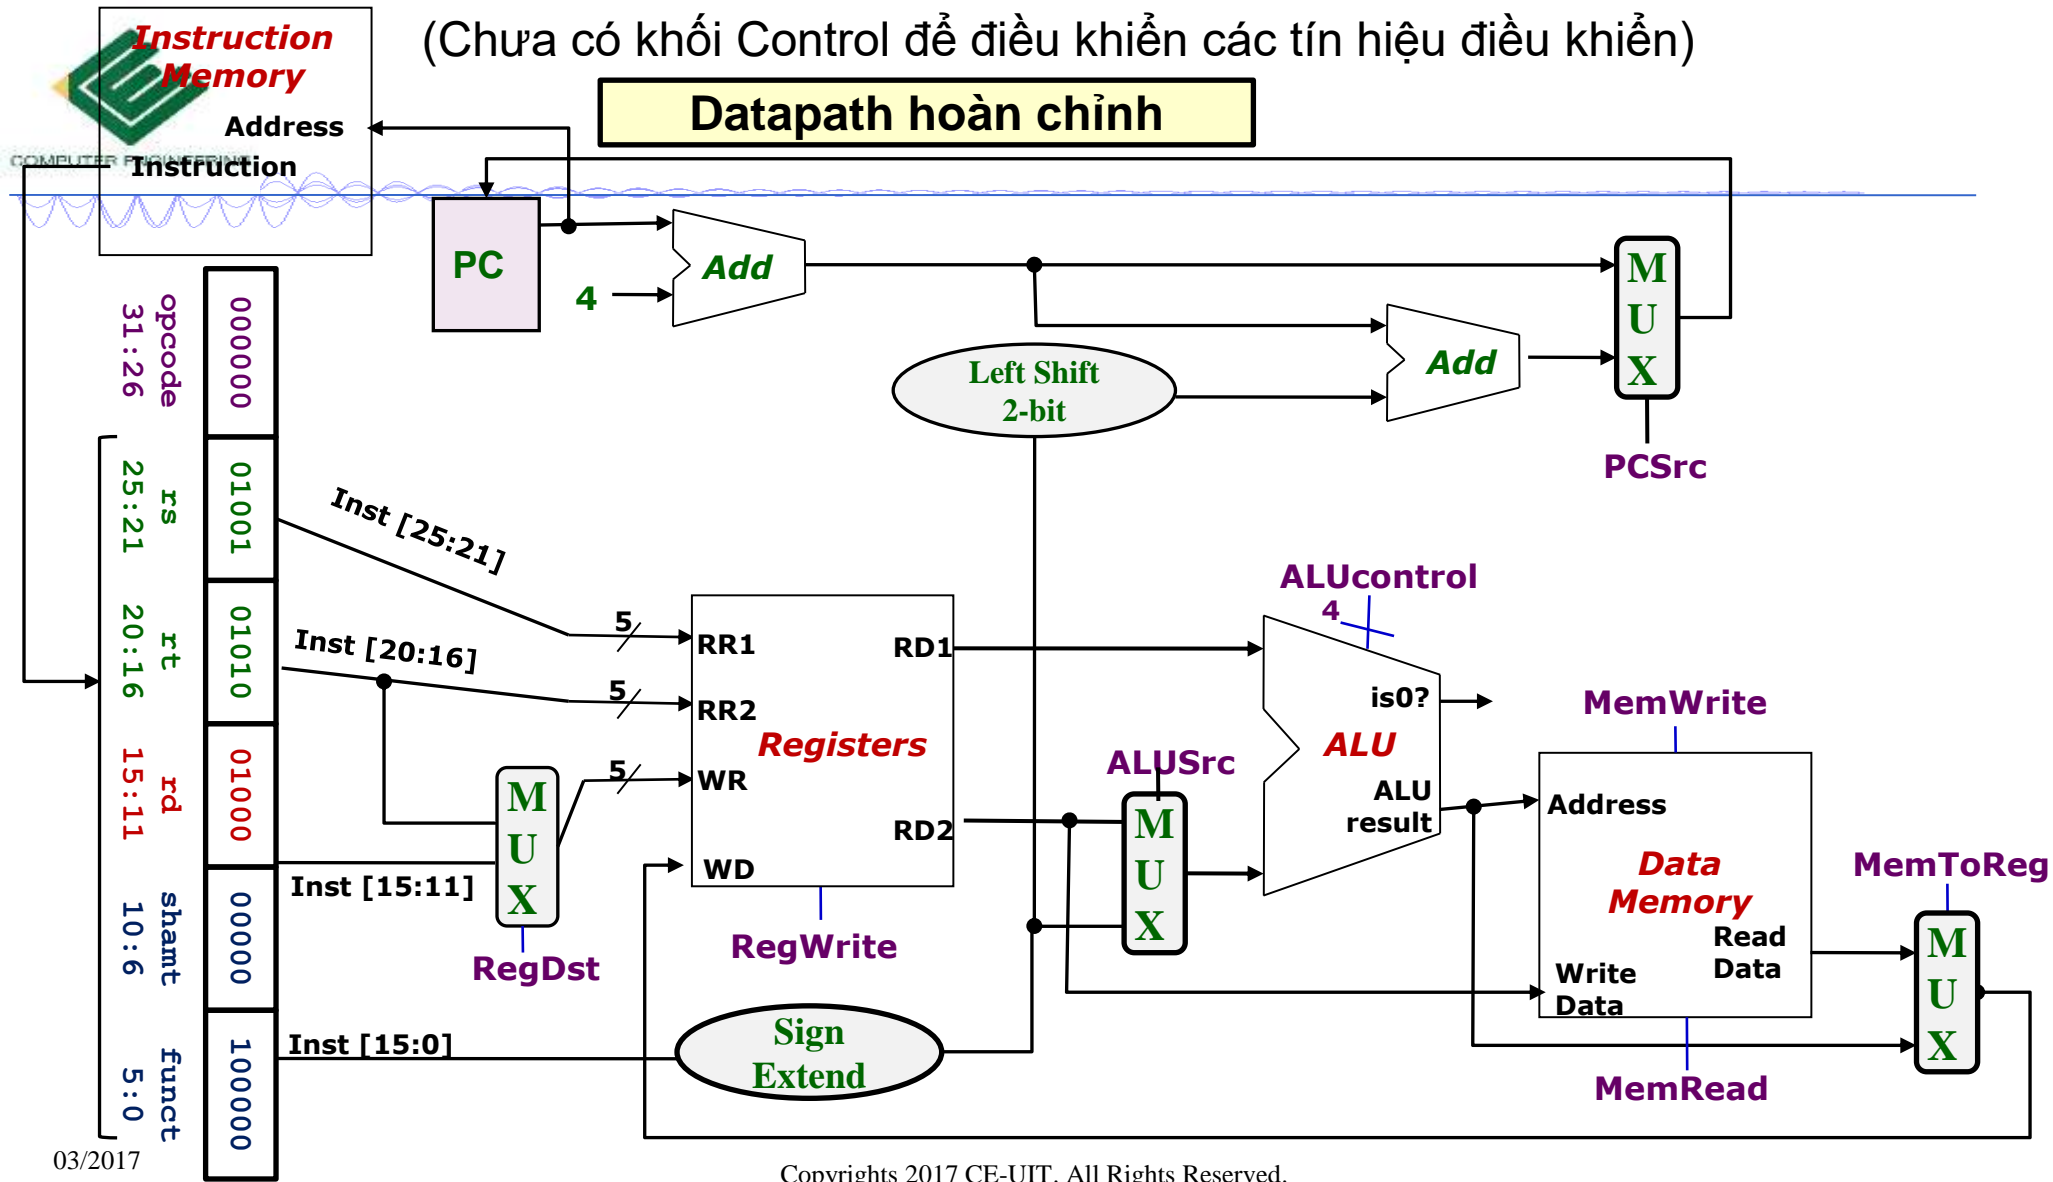 (Chưa có khối Control để điều khiển các tín hiệu điều khiển)
Datapath hoàn chỉnh
Instruction
Memory
Address
Instruction
COMPUTER ENGINEERING
PC
4
Add
Add
Left Shift
2-bit
M
U
X
PCSrc
opcode
31:26
000000
rs
25:21
01001
rt
20:16
01010
rd
15:11
01000
shamt
10:6
00000
funct
5:0
100000
Inst [25:21]
Inst [20:16]
Inst [15:11]
Inst [15:0]
5
5
5
M
U
X
RegDst
RR1
RR2
WR
WD
RD1
RD2
Registers
RegWrite
Sign
Extend
ALUSrc
M
U
X
ALUcontrol
4
is0?
ALU
ALU
result
MemWrite
Address
Data
Memory
Read
Data
Write
Data
MemRead
MemToReg
M
U
X
03/2017
Copyrights 2017 CE-UIT. All Rights Reserved.